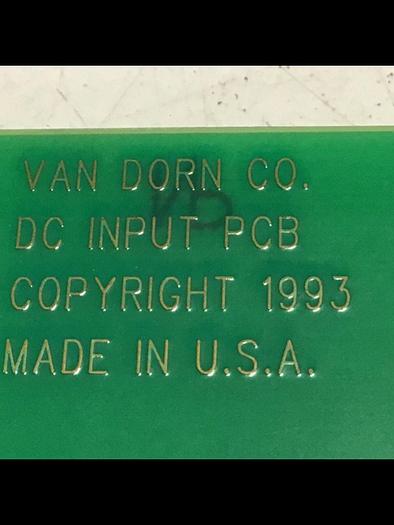 VAN DORN CO.
DC INPUT PCB
COPYRIGHT 1993
MADE IN U.S.A.